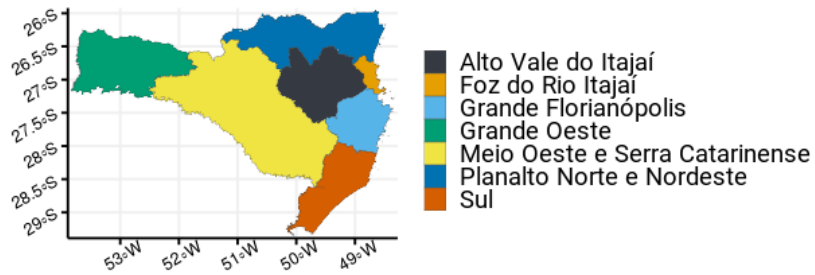 26°S
26.5°S
27°S
27.5°S
28°S
28.5°S
29°S
53°W
52°W
51°W
50°W
49°W
Alto Vale do Itajaí
Foz do Rio Itajaí
Grande Florianópolis
Grande Oeste
Meio Oeste e Serra Catarinense
Planalto Norte e Nordeste
Sul